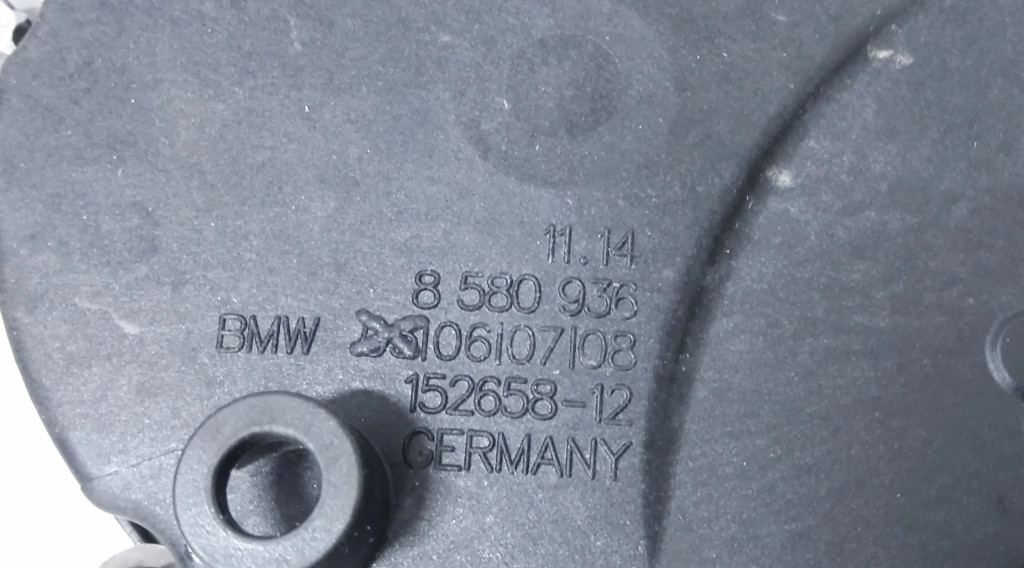 11.14
8 580 936
BMW |06|07|08
152658-12
GERMANY